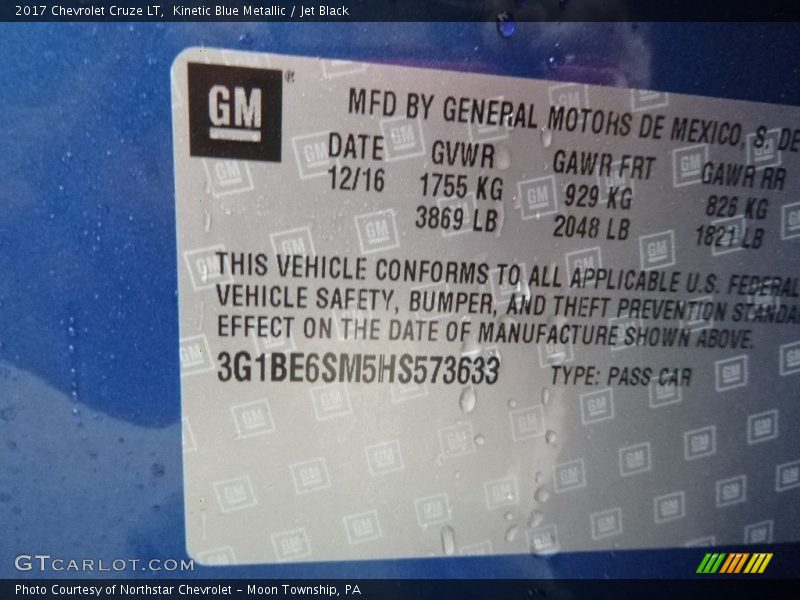 2017 Chevrolet Cruze LT,  Kinetic Blue Metallic / Jet Black
GM ®
MFD BY GENERAL MOTORS DE MEXICO, S. DE
DATE GVWR GAWR FRT GAWR RR
12/16 1755 KG 929 KG 826 KG
3869 LB 2048 LB 1821 LB
THIS VEHICLE CONFORMS TO ALL APPLICABLE U.S. FEDERAL
VEHICLE SAFETY, BUMPER, AND THEFT PREVENTION STANDA
EFFECT ON THE DATE OF MANUFACTURE SHOWN ABOVE.
3G1BE6SM5HS573633 TYPE: PASS CAR
GTCARLOT.COM
Photo Courtesy of Northstar Chevrolet – Moon Township, PA